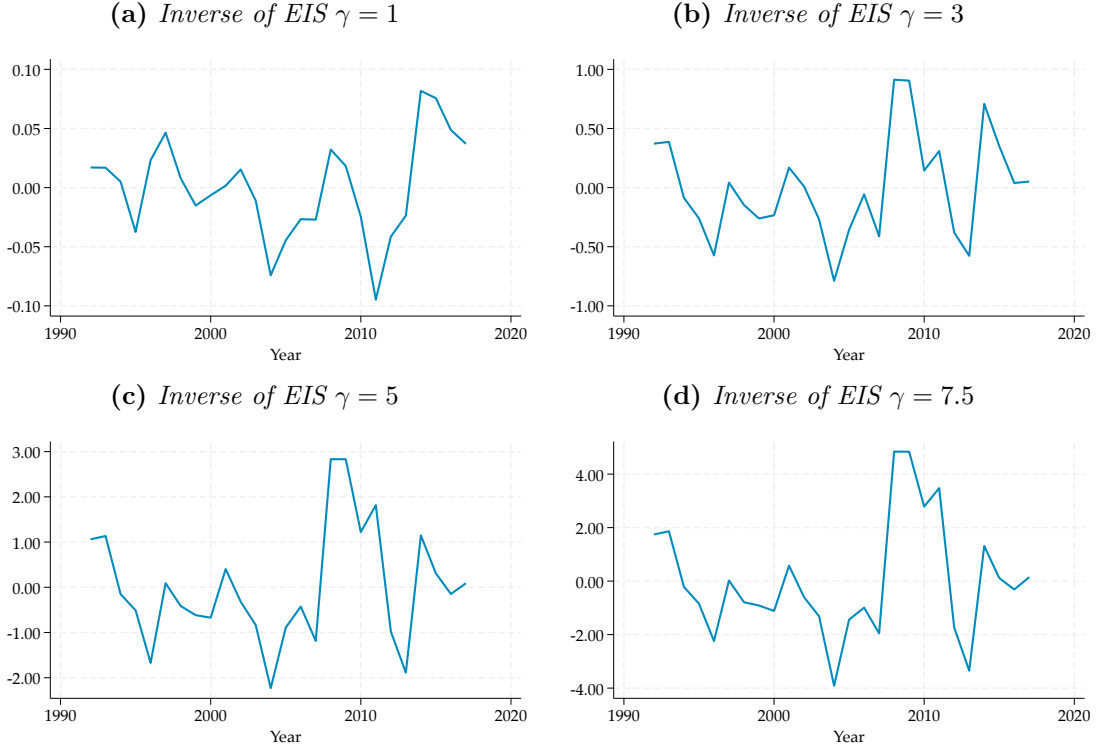 (a) Inverse of EIS γ = 1
0.10
0.05
0.00
-0.05
-0.10
1990 2000 2010 2020
Year
(b) Inverse of EIS γ = 3
1.00
0.50
0.00
-0.50
-1.00
1990 2000 2010 2020
Year
(c) Inverse of EIS γ = 5
3.00
2.00
1.00
0.00
-1.00
-2.00
1990 2000 2010 2020
Year
(d) Inverse of EIS γ = 7.5
4.00
2.00
0.00
-2.00
-4.00
1990 2000 2010 2020
Year